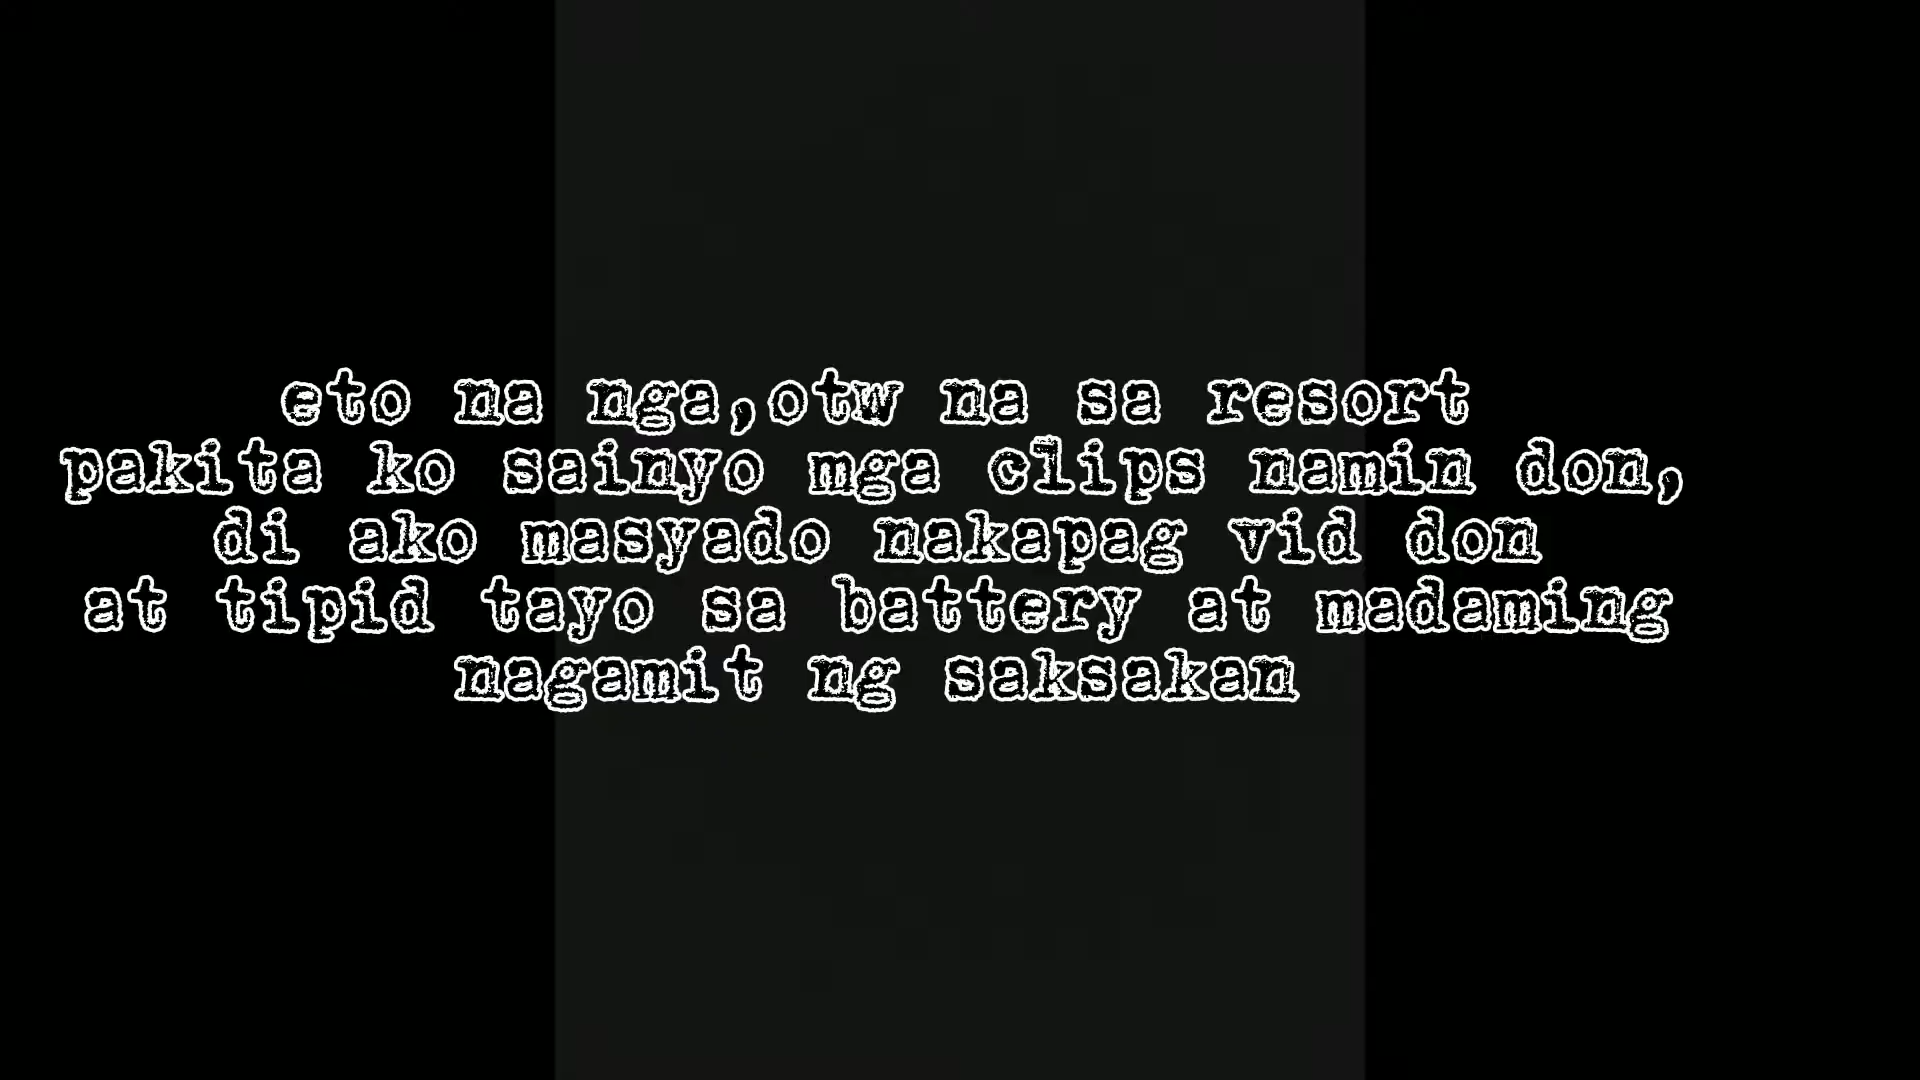 eto na nga,otw na sa resort
pakita ko sainyo mga clips namin don,
di ako masyado nakapag vid don
at tipid tayo sa battery at madaming
nagamit ng saksakan